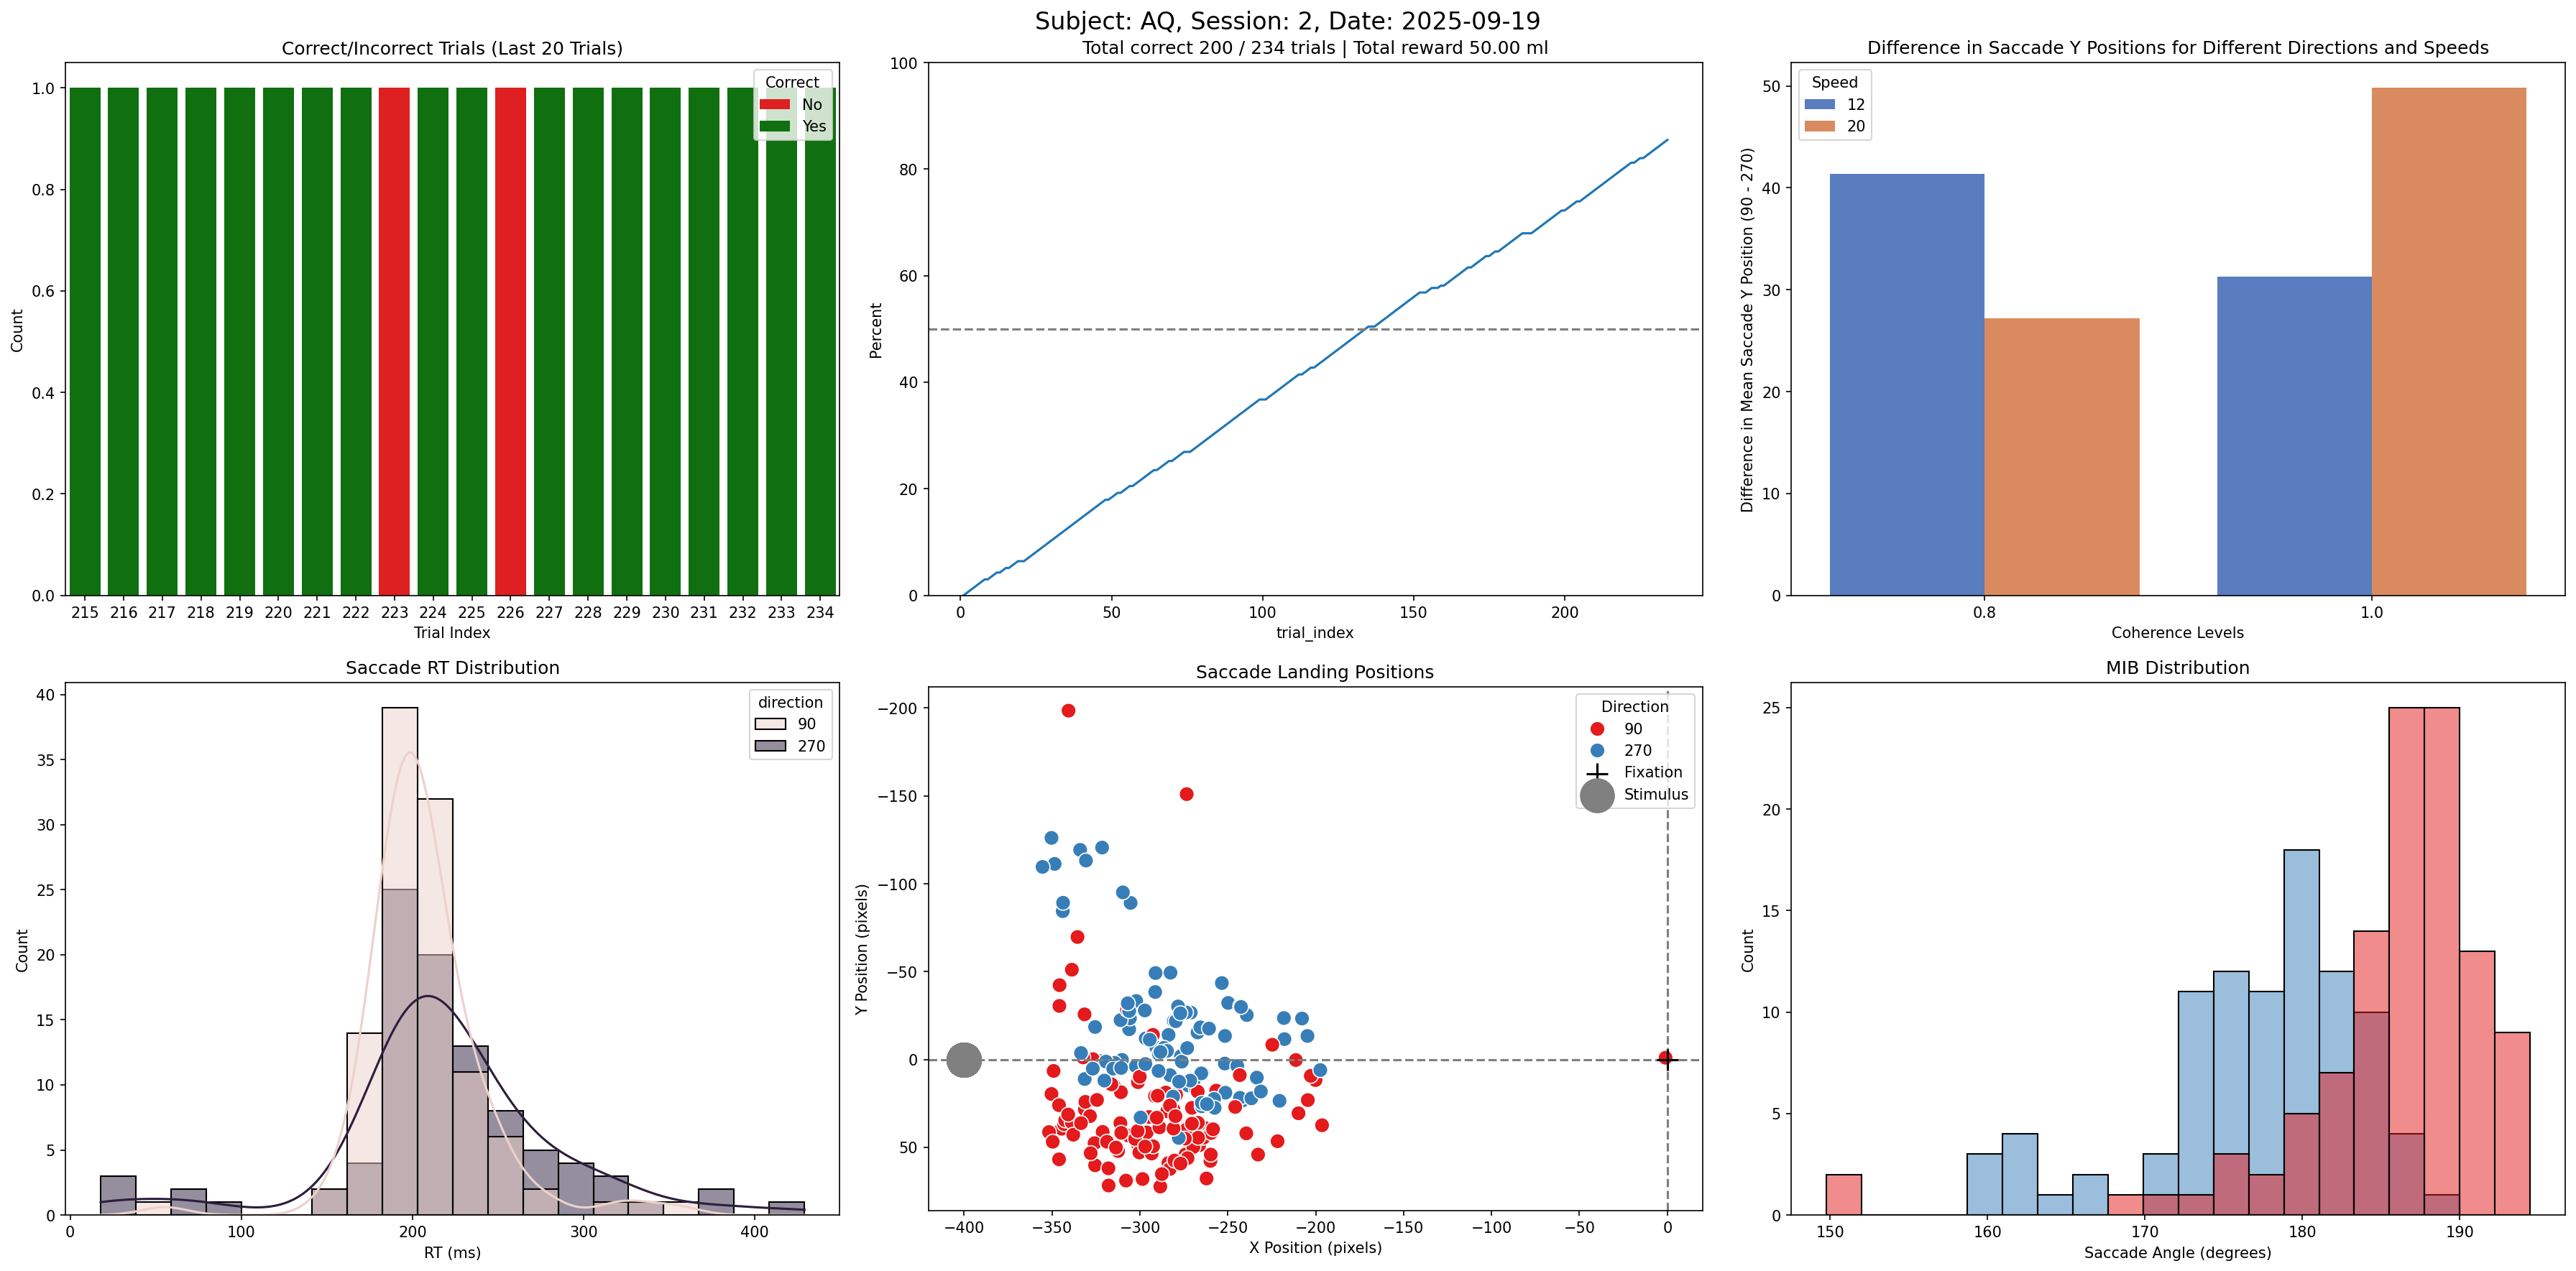 Subject: AQ, Session: 2, Date: 2025-09-19
Correct/Incorrect Trials (Last 20 Trials)
Count
1.0
0.8
0.6
0.4
0.2
0.0
Correct
No
Yes
215 216 217 218 219 220 221 222 223 224 225 226 227 228 229 230 231 232 233 234
Trial Index
Total correct 200 / 234 trials | Total reward 50.00 ml
Percent
100
80
60
40
20
0
0 50 100 150 200
trial_index
Difference in Saccade Y Positions for Different Directions and Speeds
Difference in Mean Saccade Y Position (90 - 270)
50
40
30
20
10
0
Speed
12
20
0.8 1.0
Coherence Levels
Saccade RT Distribution
Count
40
35
30
25
20
15
10
5
0
direction
90
270
0 100 200 300 400
RT (ms)
Saccade Landing Positions
Y Position (pixels)
−200
−150
−100
−50
0
50
Direction
90
270
Fixation
Stimulus
−400 −350 −300 −250 −200 −150 −100 −50 0
X Position (pixels)
MIB Distribution
Count
25
20
15
10
5
0
150 160 170 180 190
Saccade Angle (degrees)